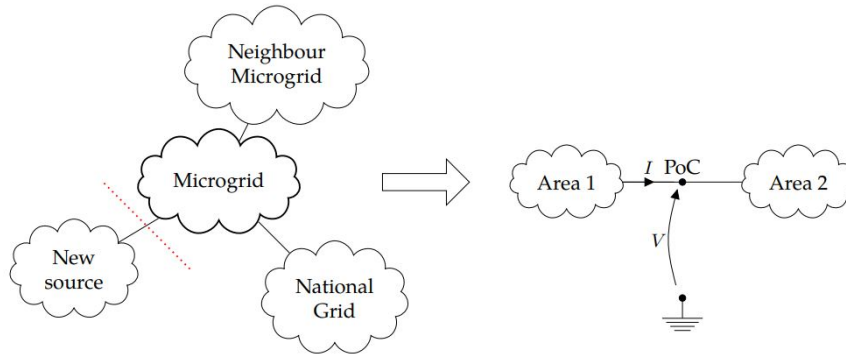 Neighbour
Microgrid
Microgrid
New
source
National
Grid
Area 1
I
PoC
Area 2
V